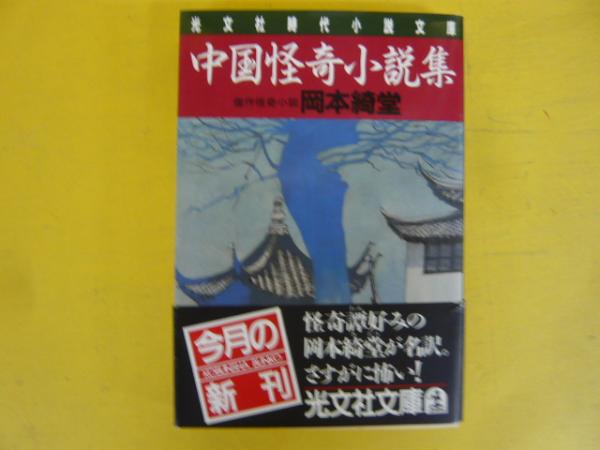 光文社時代小説文庫
中国怪奇小説集
傑作怪奇小説 岡本綺堂
今月の
KOBUNSHA BUNKO
新刊
怪奇譚好みの
岡本綺堂が名訳。
さすがに怖い!
光文社文庫